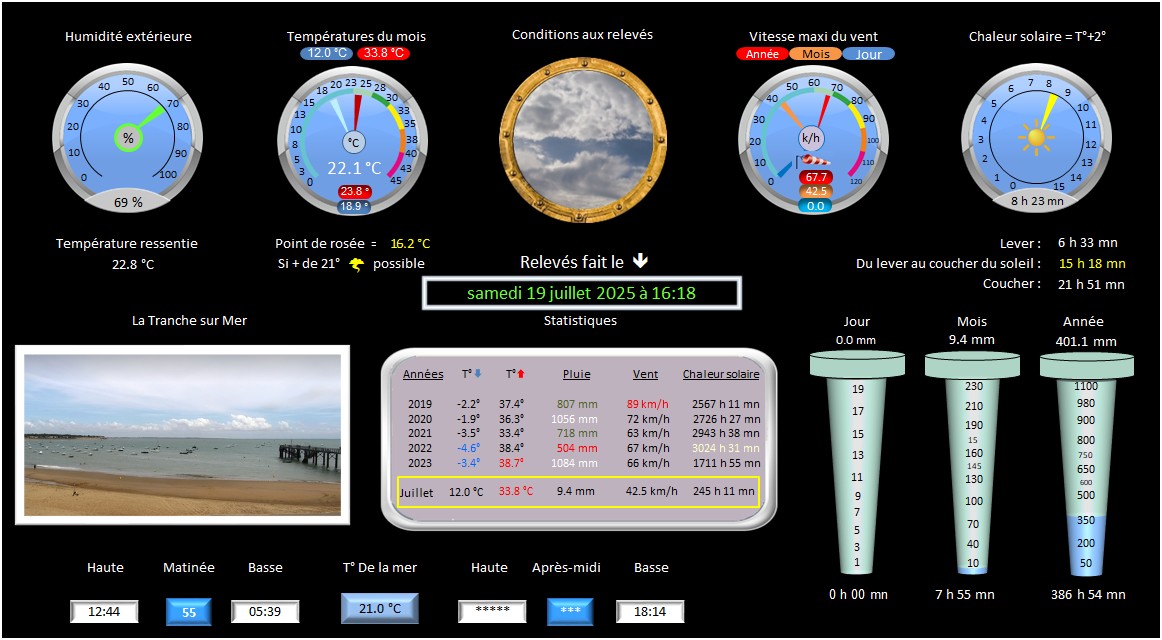 Humidité extérieure
Températures du mois
12.0 °C 33.8 °C
Conditions aux relevés
Vitesse maxi du vent
Année Mois Jour
Chaleur solaire = T°+2°
0 10 20 30 40 50 60 70 80 90 100
%
69 %
0 3 5 8 10 13 15 18 20 23 25 28 30 33 35 38 40 43 45
°C
22.1 °C
23.8 °
18.9 °
0 10 20 30 40 50 60 70 80 90 100 110 120
k/h
67.7
42.5
0.0
0 1 2 3 4 5 6 7 8 9 10 11 12 13 14 15
8 h 23 mn
Température ressentie
22.8 °C
Point de rosée = 16.2 °C
Si + de 21° possible
Relevés fait le
samedi 19 juillet 2025 à 16:18
Lever : 6 h 33 mn
Du lever au coucher du soleil : 15 h 18 mn
Coucher : 21 h 51 mn
La Tranche sur Mer
Statistiques
Années T° T° Pluie Vent Chaleur solaire
2019 -2.2° 37.4° 807 mm 89 km/h 2567 h 11 mn
2020 -1.9° 36.3° 1056 mm 72 km/h 2726 h 27 mn
2021 -3.5° 33.4° 718 mm 63 km/h 2943 h 38 mn
2022 -4.6° 38.4° 504 mm 67 km/h 3024 h 31 mn
2023 -3.4° 38.7° 1084 mm 66 km/h 1711 h 55 mn
Juillet 12.0 °C 33.8 °C 9.4 mm 42.5 km/h 245 h 11 mn
Jour
0.0 mm
19
17
15
13
11
9
7
5
3
1
0 h 00 mn
Mois
9.4 mm
230
210
190
15
160
145
130
100
70
40
10
7 h 55 mn
Année
401.1 mm
1100
980
900
800
750
650
600
500
350
200
50
386 h 54 mn
Haute Matinée Basse
12:44 55 05:39
T° De la mer
21.0 °C
Haute Après-midi Basse
***** *** 18:14